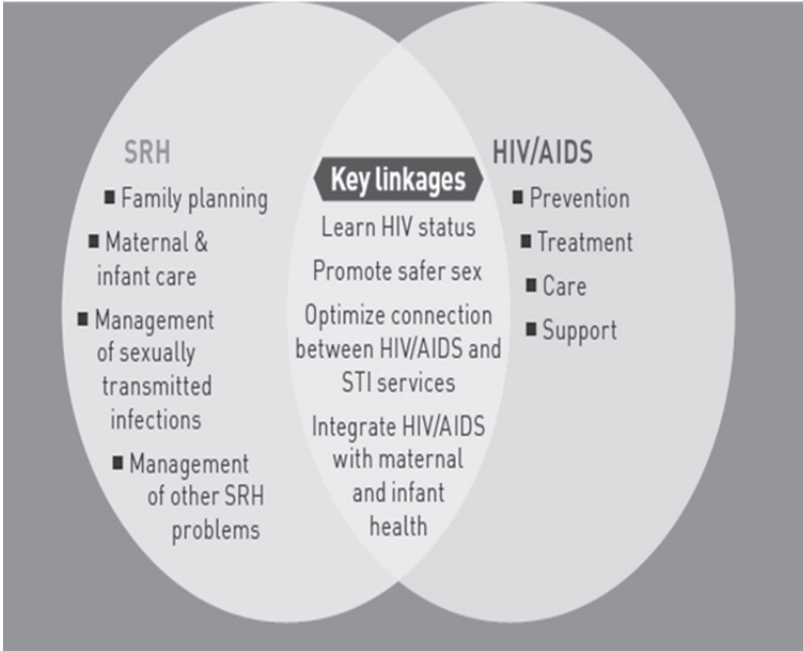 SRH
■ Family planning
■ Maternal &
infant care
■ Management
of sexually
transmitted
infections
■ Management
of other SRH
problems
Key linkages
Learn HIV status
Promote safer sex
Optimize connection
between HIV/AIDS and
STI services
Integrate HIV/AIDS
with maternal
and infant
health
HIV/AIDS
■ Prevention
■ Treatment
■ Care
■ Support